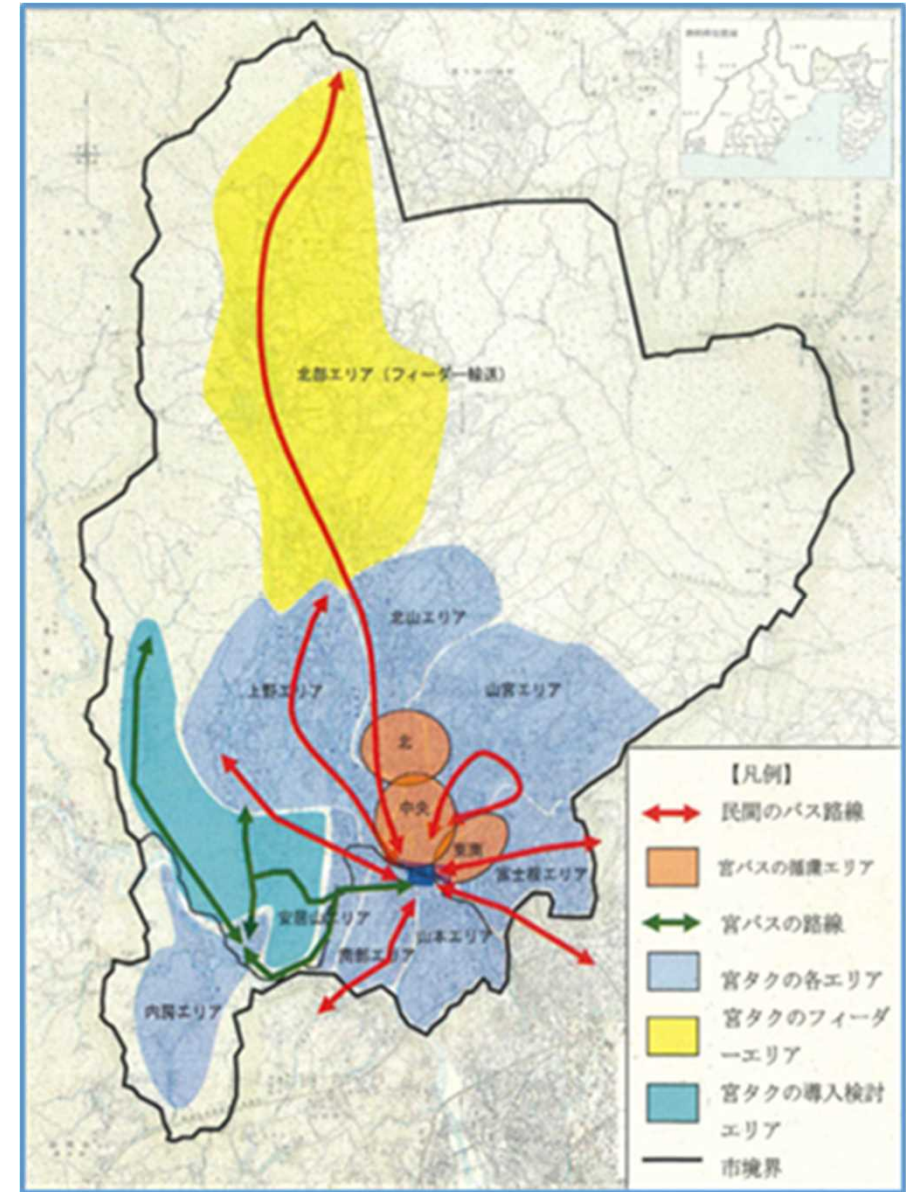 北部エリア(フィーダー輸送)
北山エリア
上野エリア
山宮エリア
北
中央
東南
富士根エリア
安居山エリア
山本エリア
南部エリア
内房エリア
【凡例】
民間のバス路線
宮バスの循環エリア
宮バスの路線
宮タクの各エリア
宮タクのフィーダ
ーエリア
宮タクの導入検討
エリア
市境界